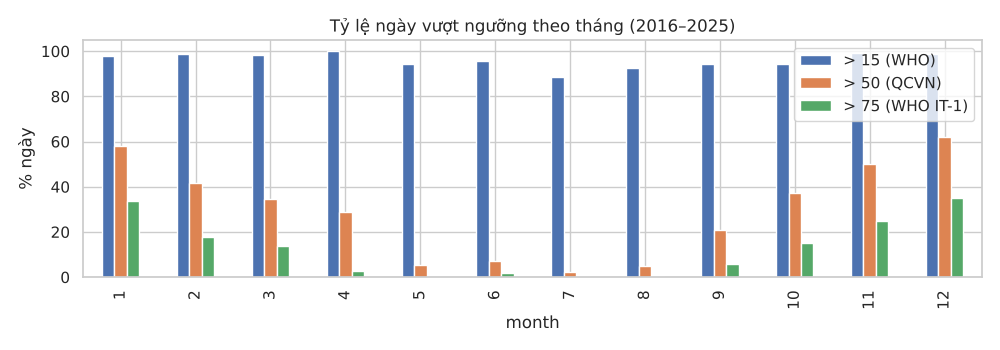 Tỷ lệ ngày vượt ngưỡng theo tháng (2016–2025)
> 15 (WHO)
> 50 (QCVN)
> 75 (WHO IT-1)
% ngày
100
80
60
40
20
0
1 2 3 4 5 6 7 8 9 10 11 12
month